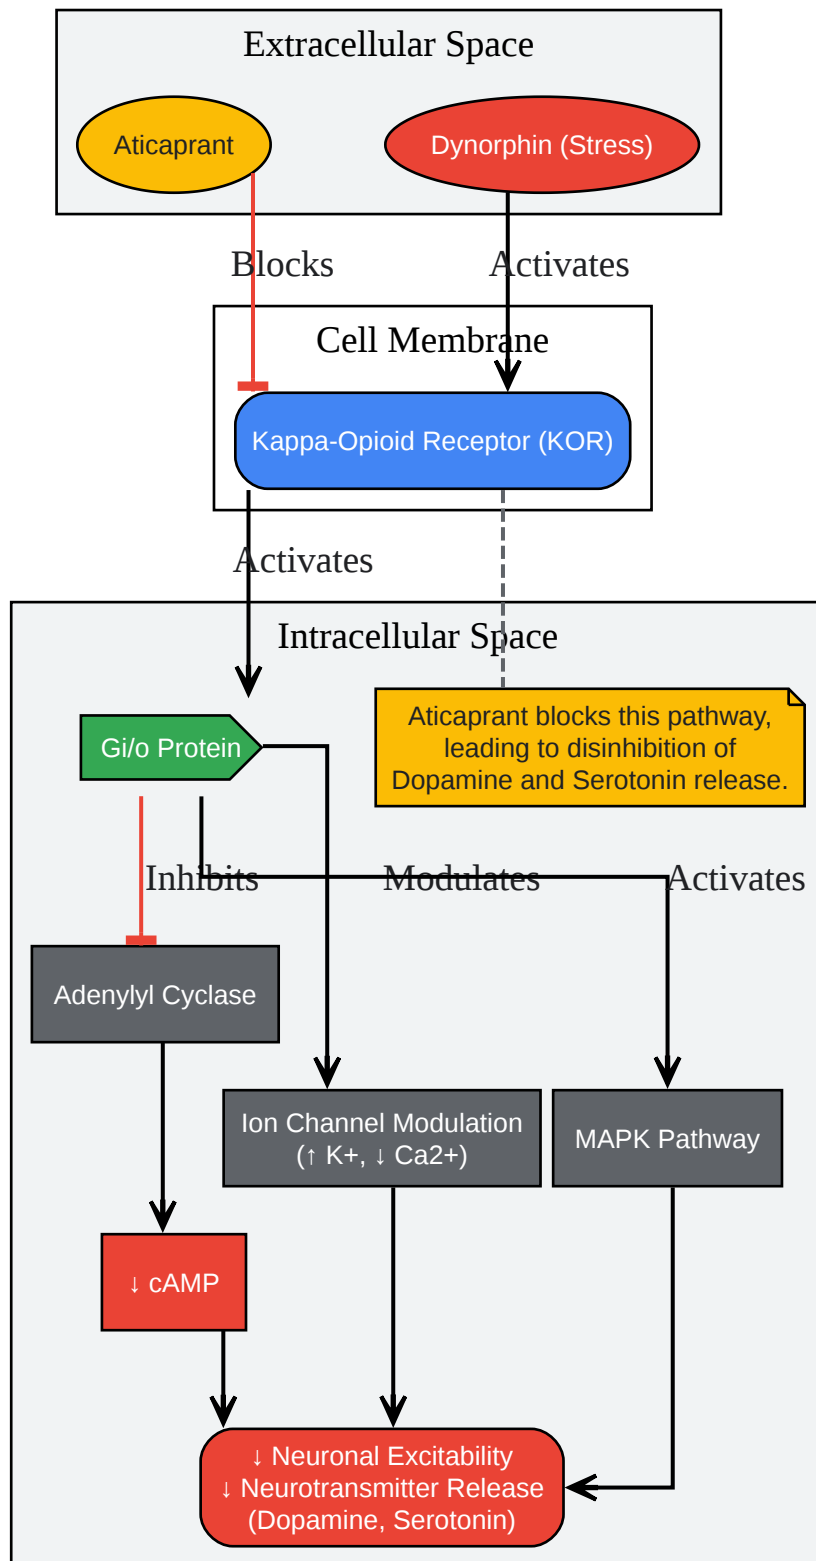 Extracellular Space
Aticaprant
Dynorphin (Stress)
Blocks
Activates
Cell Membrane
Kappa-Opioid Receptor (KOR)
Activates
Intracellular Space
Gi/o Protein
Aticaprant blocks this pathway,
leading to disinhibition of
Dopamine and Serotonin release.
Inhibits
Modulates
Activates
Adenylyl Cyclase
Ion Channel Modulation
(↑ K+, ↓ Ca2+)
MAPK Pathway
↓ cAMP
↓ Neuronal Excitability
↓ Neurotransmitter Release
(Dopamine, Serotonin)